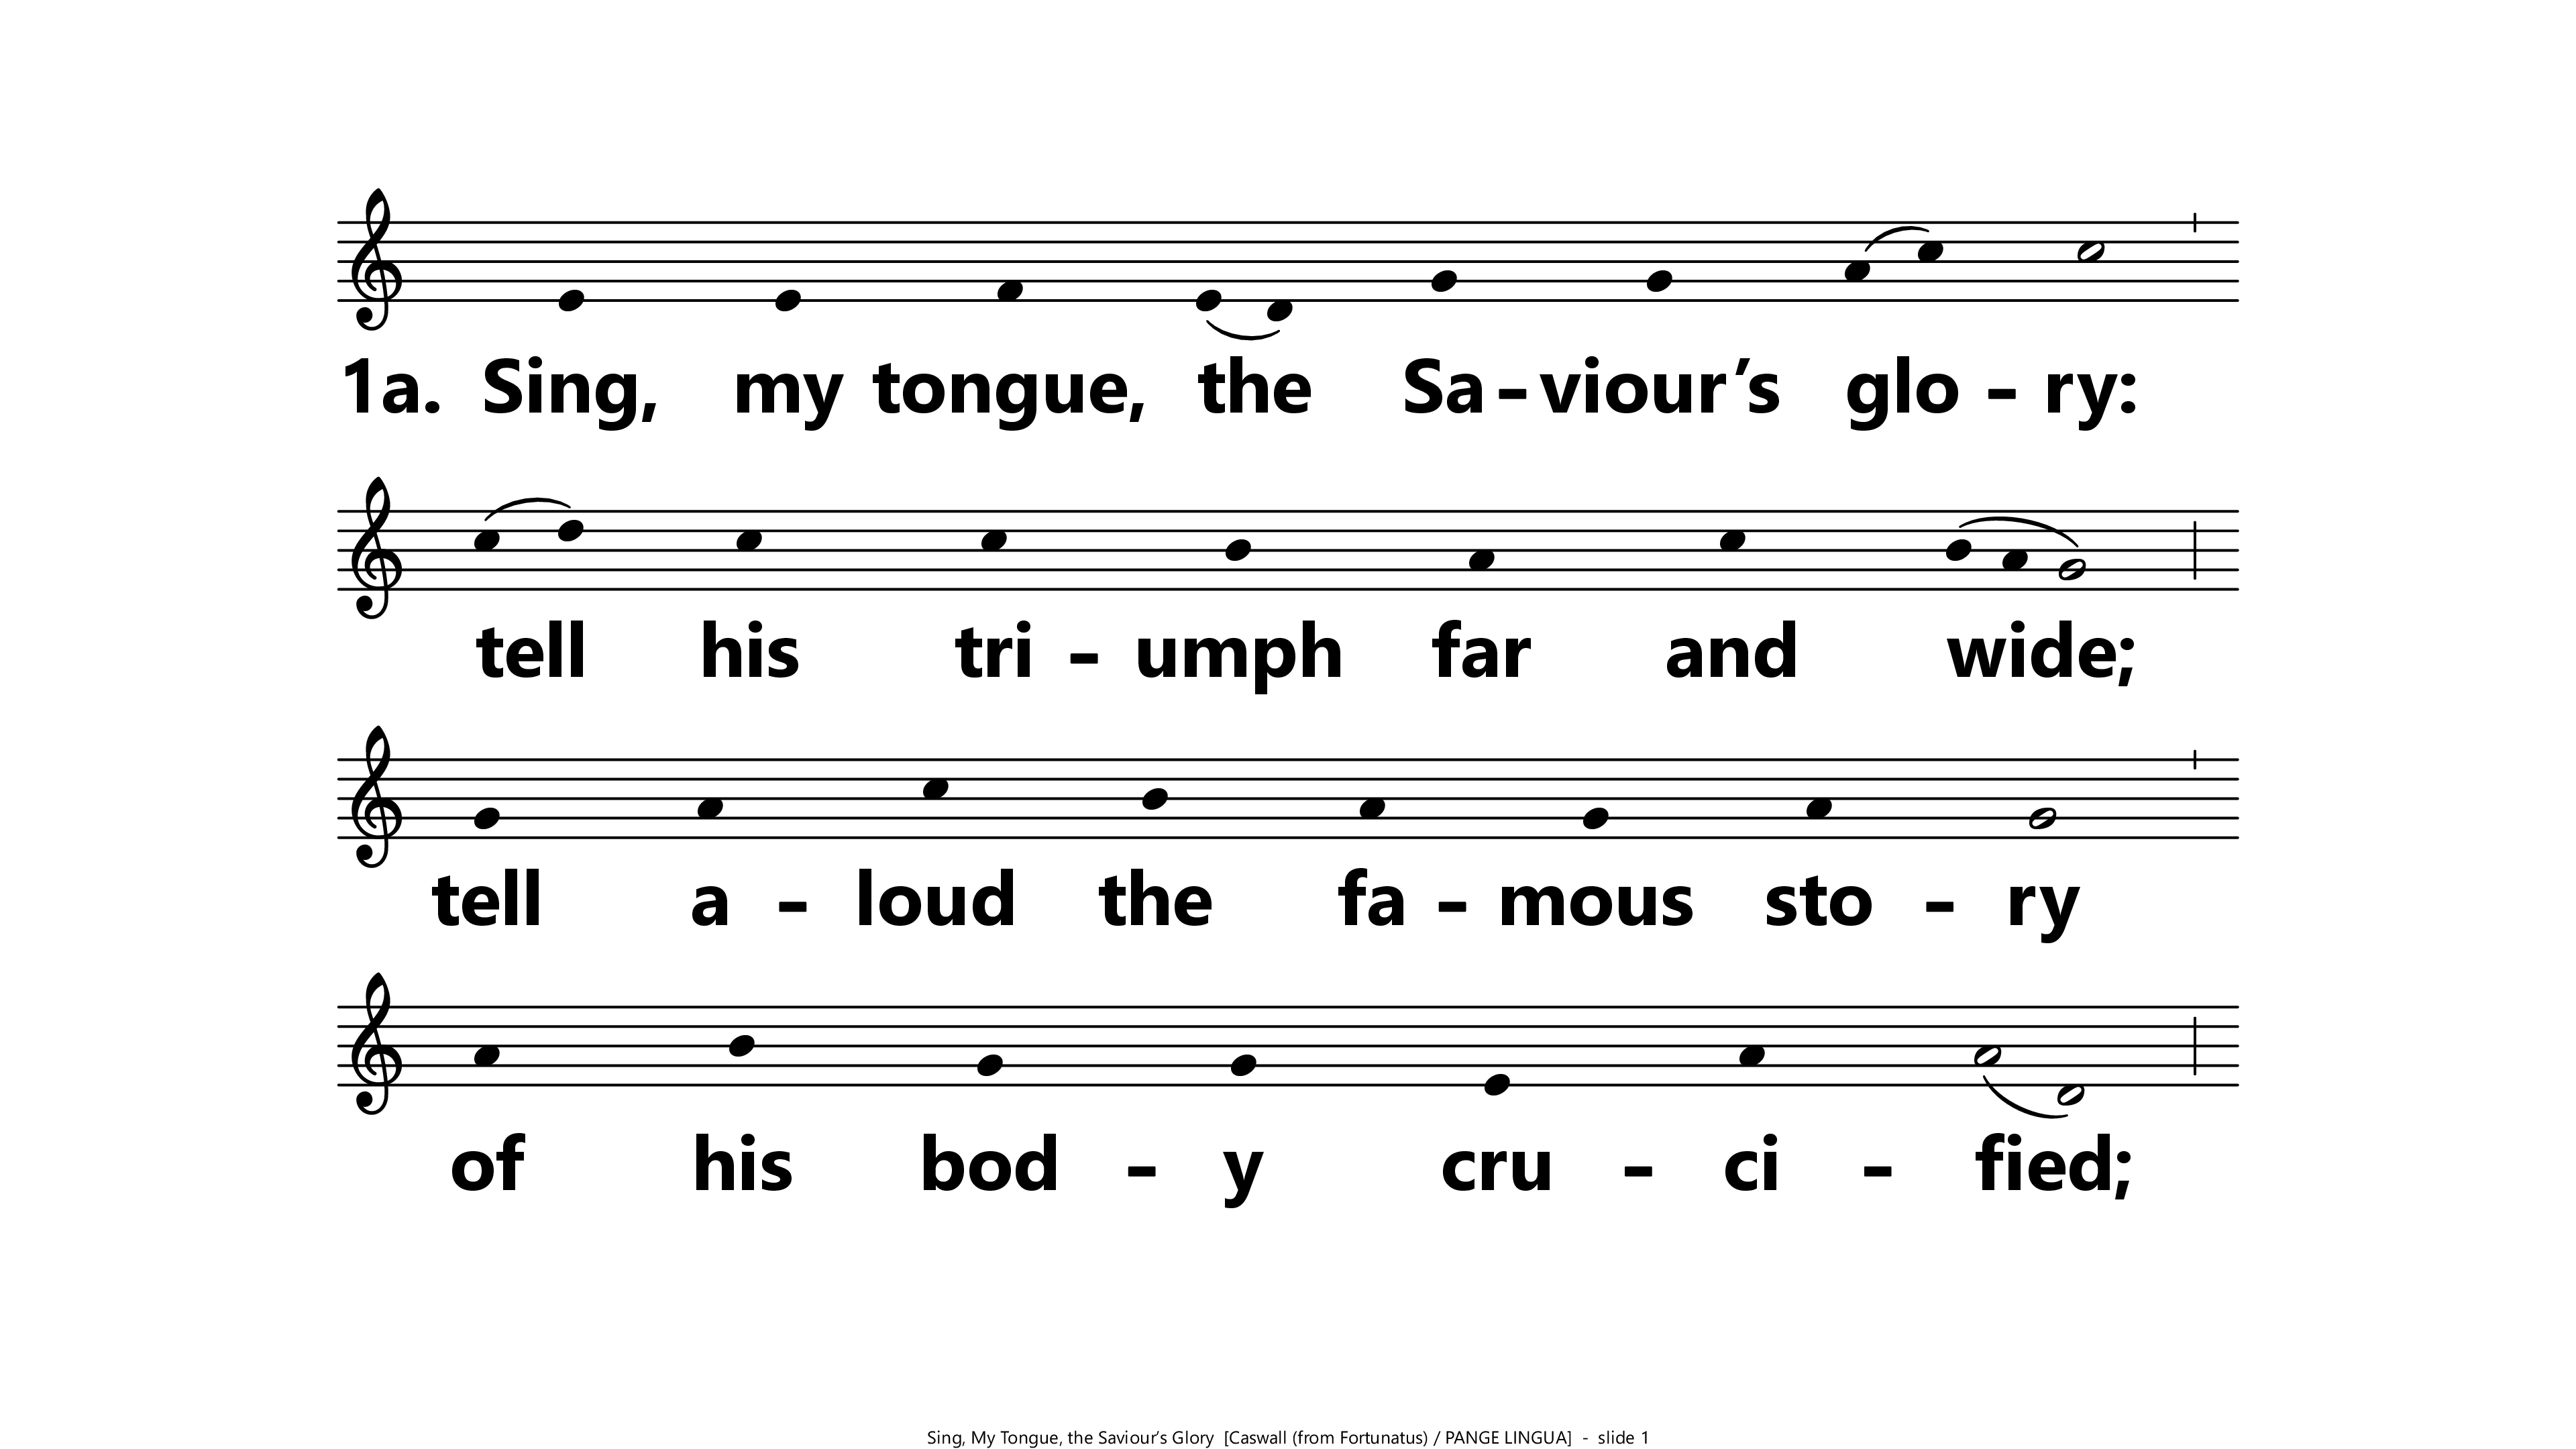 1a. Sing, my tongue, the Sa - viour’s glo - ry:
tell his tri - umph far and wide;
tell a - loud the fa - mous sto - ry
of his bod - y cru - ci - fied;
Sing, My Tongue, the Saviour’s Glory [Caswall (from Fortunatus) / PANGE LINGUA] - slide 1